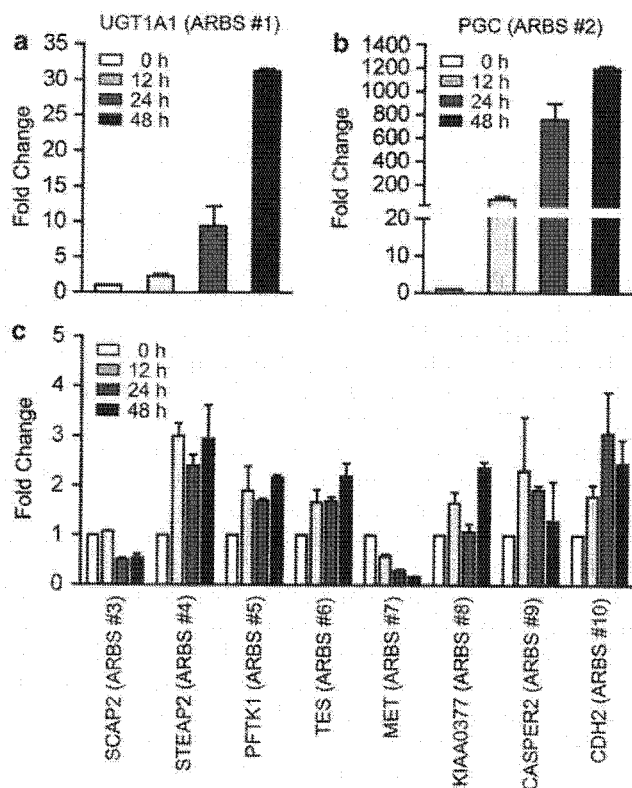 a
UGT1A1 (ARBS #1)
Fold Change
35
30
25
20
15
10
5
0
0 h
12 h
24 h
48 h
b
PGC (ARBS #2)
Fold Change
1400
1200
1000
800
600
400
200
20
10
0
0 h
12 h
24 h
48 h
c
Fold Change
5
4
3
2
1
0
0 h
12 h
24 h
48 h
SCAP2 (ARBS #3)
STEAP2 (ARBS #4)
PFTK1 (ARBS #5)
TES (ARBS #6)
MET (ARBS #7)
KIAA0377 (ARBS #8)
CASPER2 (ARBS #9)
CDH2 (ARBS #10)